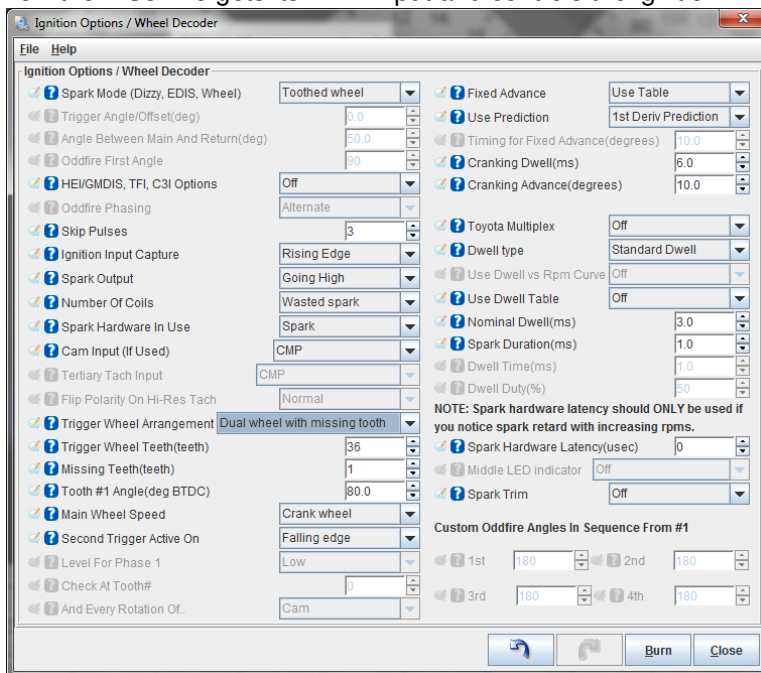 Ignition Options / Wheel Decoder
File Help
Ignition Options / Wheel Decoder
Spark Mode (Dizzy, EDIS, Wheel) Toothed wheel
Trigger Angle/Offset(deg) 0.0
Angle Between Main And Return(deg) 50.0
Oddfire First Angle 90
HEI/GMDIS, TFI, C3I Options Off
Oddfire Phasing Alternate
Skip Pulses 3
Ignition Input Capture Rising Edge
Spark Output Going High
Number Of Coils Wasted spark
Spark Hardware In Use Spark
Cam Input (If Used) CMP
Tertiary Tach Input CMP
Flip Polarity On Hi-Res Tach Normal
Trigger Wheel Arrangement Dual wheel with missing tooth
Trigger Wheel Teeth(teeth) 36
Missing Teeth(teeth) 1
Tooth #1 Angle(deg BTDC) 80.0
Main Wheel Speed Crank wheel
Second Trigger Active On Falling edge
Level For Phase 1 Low
Check At Tooth# 0
And Every Rotation Of.. Cam
Fixed Advance Use Table
Use Prediction 1st Deriv Prediction
Timing for Fixed Advance(degrees) 10.0
Cranking Dwell(ms) 6.0
Cranking Advance(degrees) 10.0
Toyota Multiplex Off
Dwell type Standard Dwell
Use Dwell vs Rpm Curve Off
Use Dwell Table Off
Nominal Dwell(ms) 3.0
Spark Duration(ms) 1.0
Dwell Time(ms) 1.0
Dwell Duty(%) 50
NOTE: Spark hardware latency should ONLY be used if
you notice spark retard with increasing rpms.
Spark Hardware Latency(usec) 0
Middle LED indicator Off
Spark Trim Off
Custom Oddfire Angles In Sequence From #1
1st 180 2nd 180
3rd 180 4th 180
Burn Close